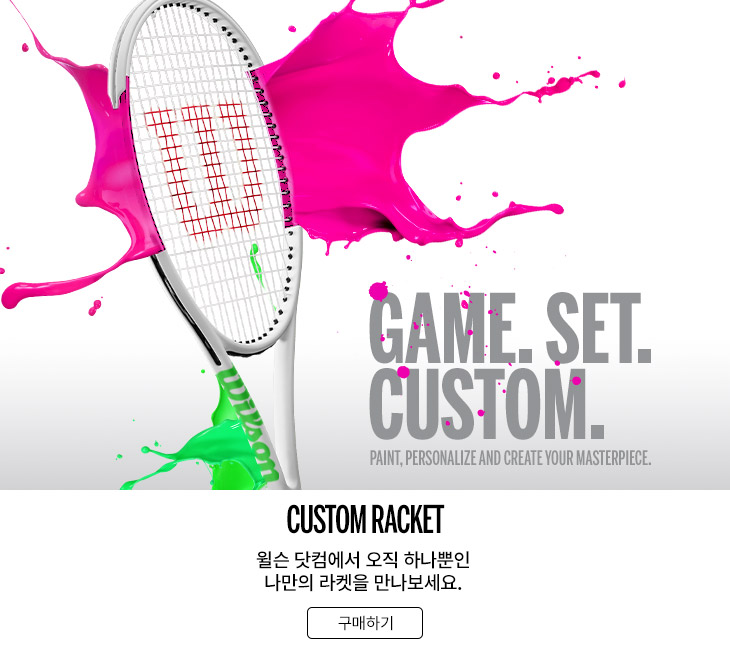 W
Wilson
GAME. SET.
CUSTOM.
PAINT, PERSONALIZE AND CREATE YOUR MASTERPIECE.
CUSTOM RACKET
윌슨 닷컴에서 오직 하나뿐인
나만의 라켓을 만나보세요.
구매하기